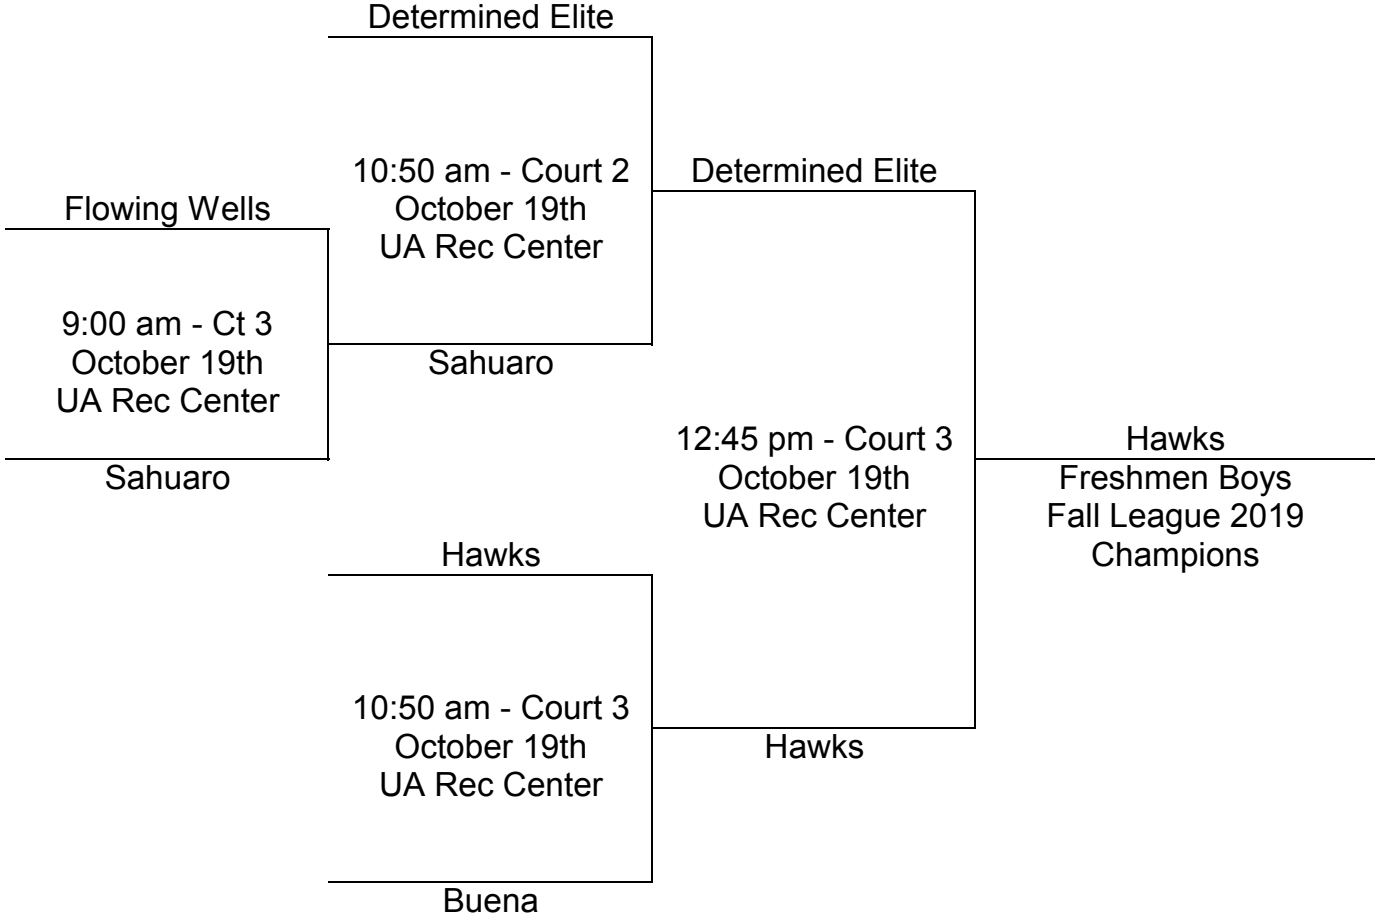 Determined Elite
10:50 am - Court 2
October 19th
UA Rec Center
Determined Elite
Flowing Wells
9:00 am - Ct 3
October 19th
UA Rec Center
Sahuaro
Sahuaro
12:45 pm - Court 3
October 19th
UA Rec Center
Hawks
Freshmen Boys
Fall League 2019
Champions
Hawks
10:50 am - Court 3
October 19th
UA Rec Center
Hawks
Buena